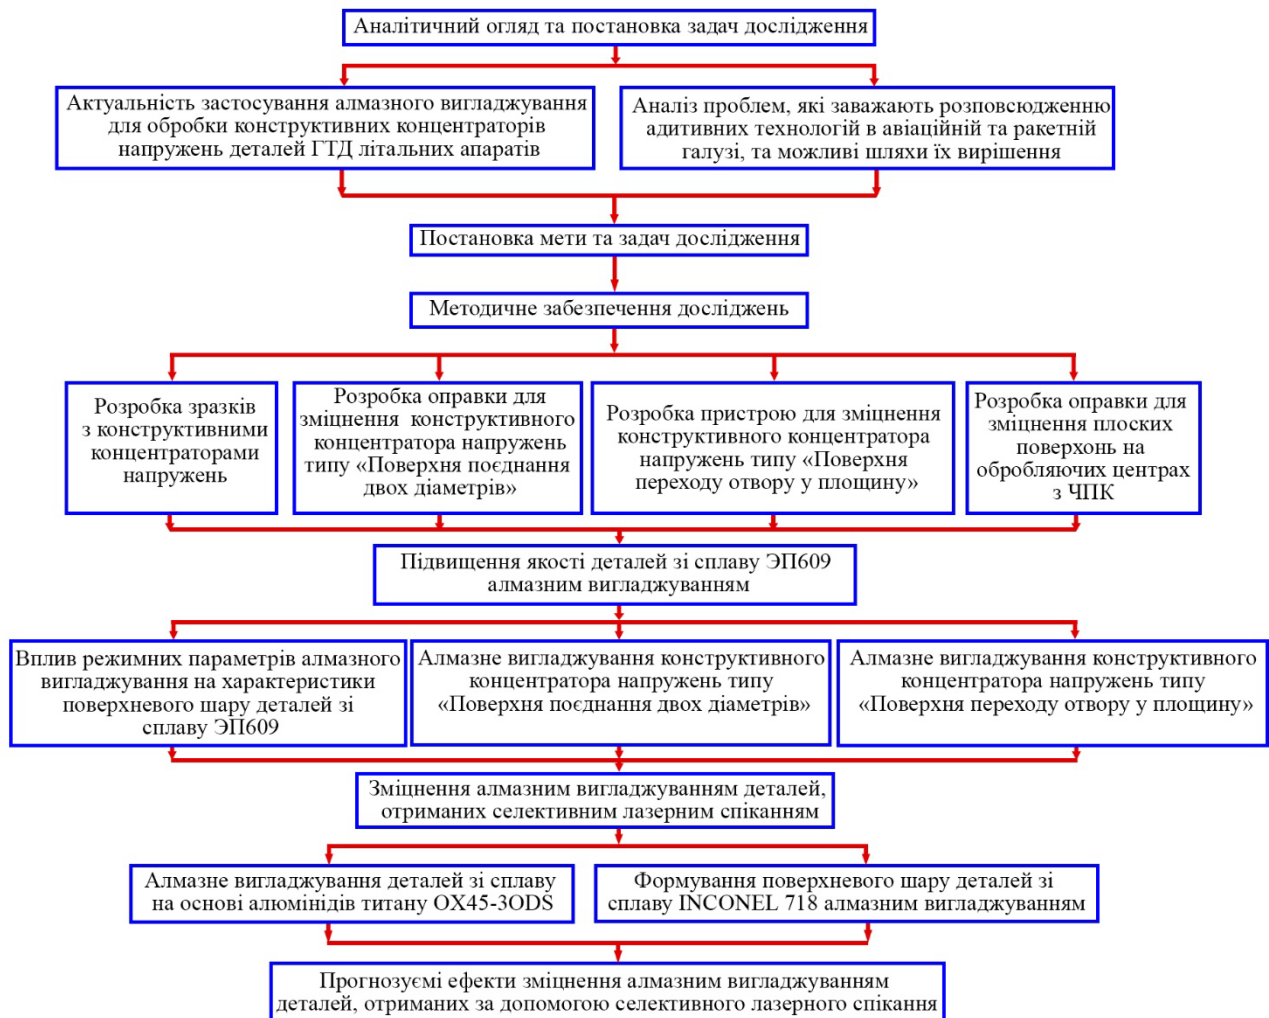 Аналітичний огляд та постановка задач дослідження
Актуальність застосування алмазного вигладжування
для обробки конструктивних концентраторів
напружень деталей ГТД літальних апаратів
Аналіз проблем, які заважають розповсюдженню
адитивних технологій в авіаційній та ракетній
галузі, та можливі шляхи їх вирішення
Постановка мети та задач дослідження
Методичне забезпечення досліджень
Розробка зразків
з конструктивними
концентраторами
напружень
Розробка оправки для
зміцнення конструктивного
концентратора напружень
типу «Поверхня поєднання
двох діаметрів»
Розробка пристрою для зміцнення
конструктивного концентратора
напружень типу «Поверхня
переходу отвору у площину»
Розробка оправки для
зміцнення плоских
поверхонь на
обробляючих центрах
з ЧПК
Підвищення якості деталей зі сплаву ЭП609
алмазним вигладжуванням
Вплив режимних параметрів алмазного
вигладжування на характеристики
поверхневого шару деталей зі
сплаву ЭП609
Алмазне вигладжування конструктивного
концентратора напружень типу
«Поверхня поєднання двох діаметрів»
Алмазне вигладжування конструктивного
концентратора напружень типу
«Поверхня переходу отвору у площину»
Зміцнення алмазним вигладжуванням деталей,
отриманих селективним лазерним спіканням
Алмазне вигладжування деталей зі сплаву
на основі алюмінідів титану OX45-3ODS
Формування поверхневого шару деталей зі
сплаву INCONEL 718 алмазним вигладжуванням
Прогнозуємі ефекти зміцнення алмазним вигладжуванням
деталей, отриманих за допомогою селективного лазерного спікання